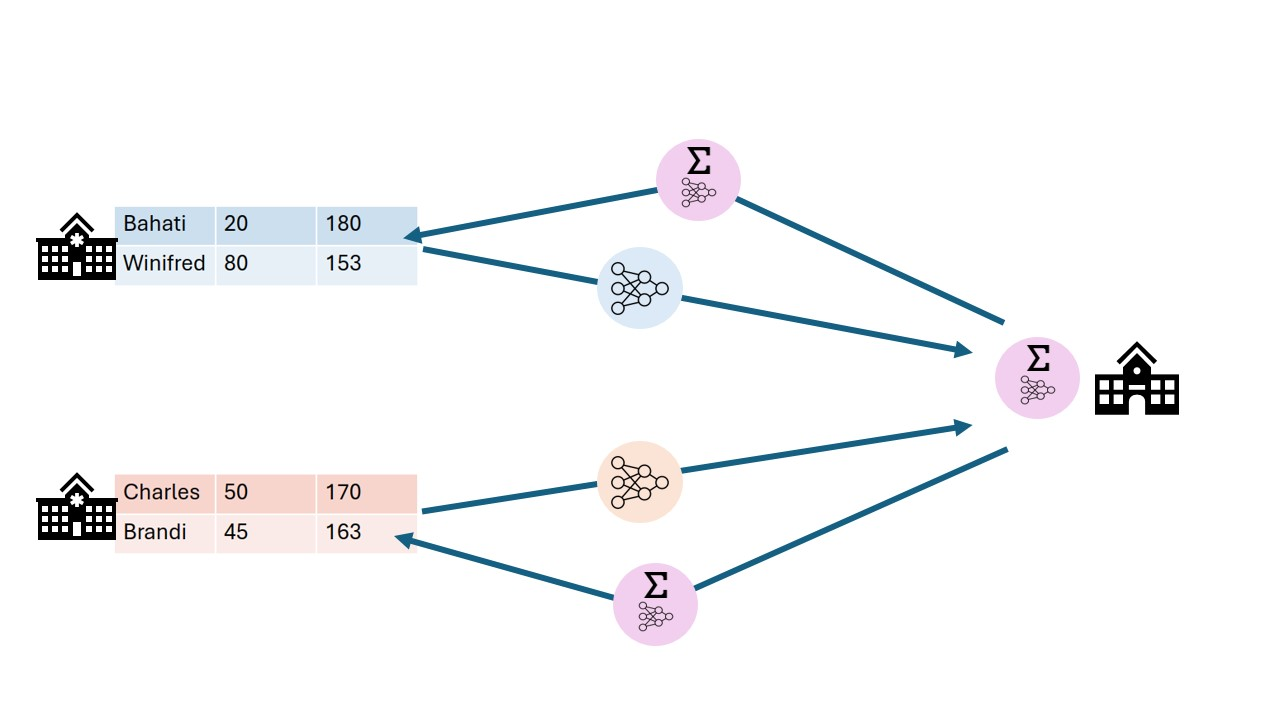 Σ
Bahati 20 180
Winifred 80 153
Σ
Charles 50 170
Brandi 45 163
Σ